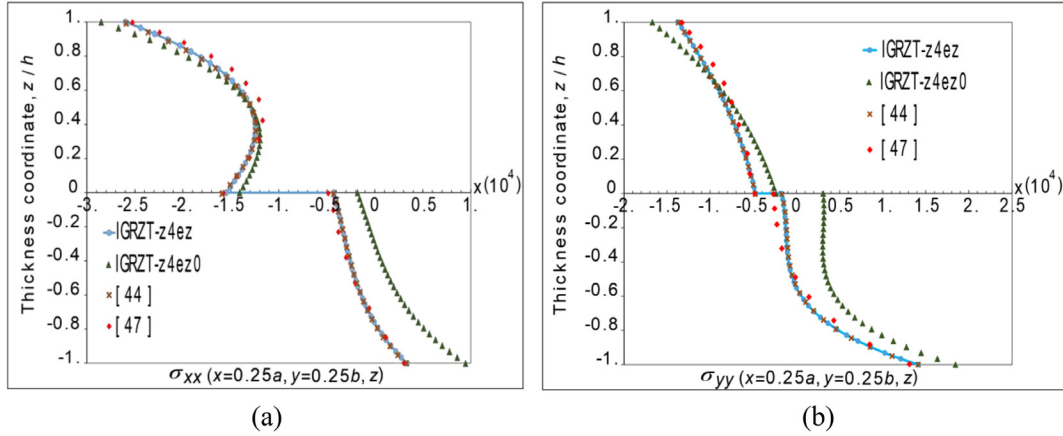 Thickness coordinate, z / h
1.
0.8
0.6
0.4
0.2
0
-0.2
-0.4
-0.6
-0.8
-1.
-3. -2.5 -2. -1.5 -1. -0.5 0 0.5 1.
x(10⁴)
IGRZT-z4ez
IGRZT-z4ez0
[ 44 ]
[ 47 ]
σxx (x=0.25a, y=0.25b, z)
(a)
Thickness coordinate, z / h
1.
0.8
0.6
0.4
0.2
0
-0.2
-0.4
-0.6
-0.8
-1.
-2. -1.5 -1. -0.5 0 0.5 1. 1.5 2. 2.5
x(10⁴)
IGRZT-z4ez
IGRZT-z4ez0
[ 44 ]
[ 47 ]
σyy (x=0.25a, y=0.25b, z)
(b)